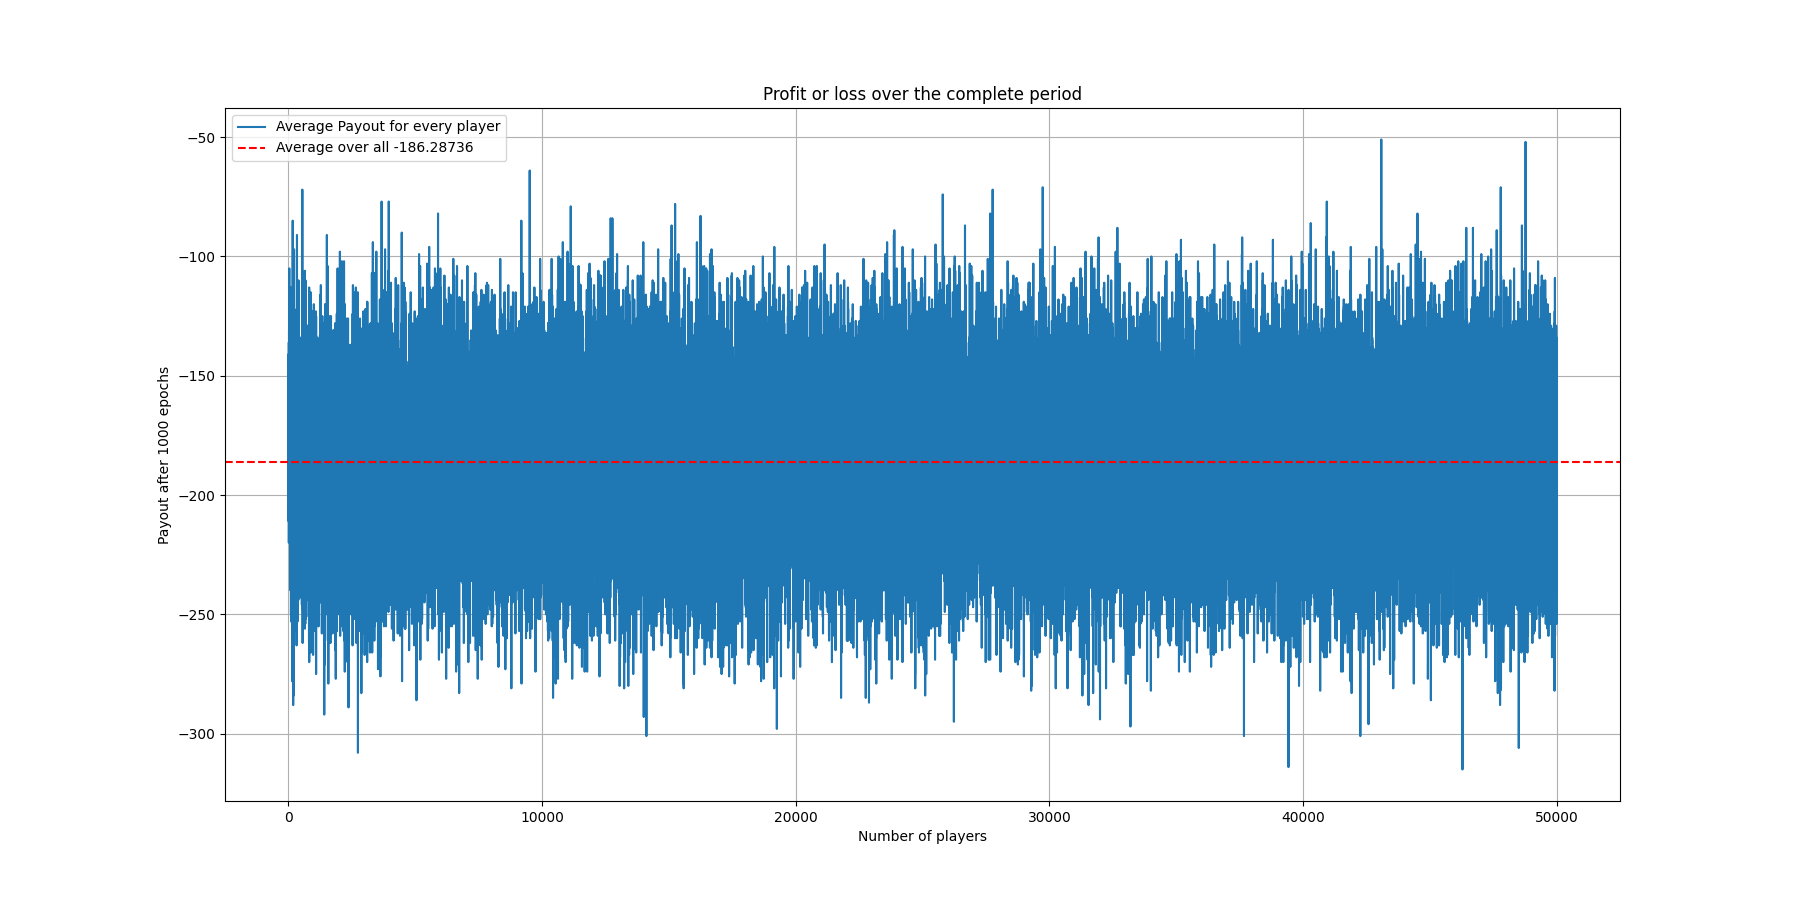 Profit or loss over the complete period
Average Payout for every player
Average over all -186.28736
−50
−100
−150
−200
−250
−300
Payout after 1000 epochs
0 10000 20000 30000 40000 50000
Number of players